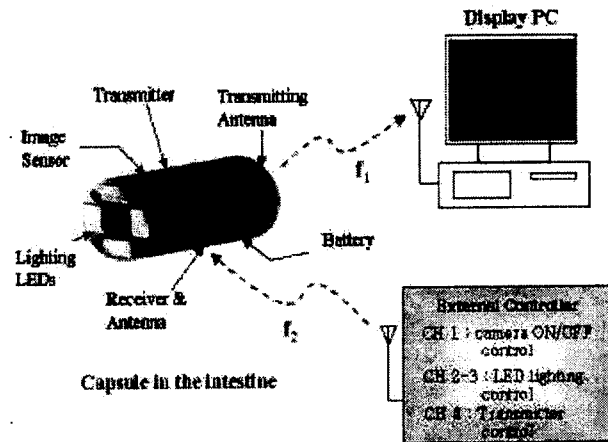 Display PC
Transmitter
Transmitting
Antenna
Image
Sensor
f1
Lighting
LEDs
Battery
Receiver &
Antenna
f2
External Controller
CH 1 : camera ON/OFF
control
CH 2-3 : LED lighting
control
CH 4 : Transmitter
control
Capsule in the intestine